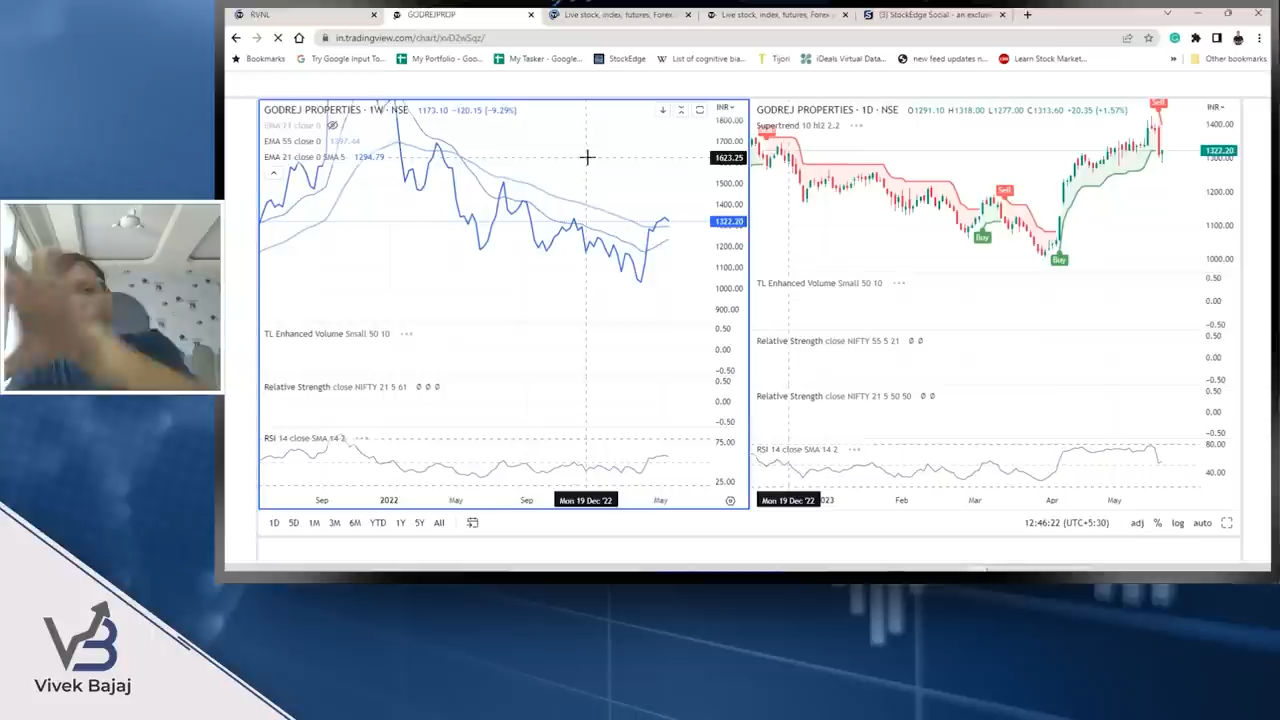 RVNL
GODREJPROP
Live stock, index, futures, Forex
Live stock, index, futures, Forex
(3) StockEdge Social - an exclusiv
in.tradingview.com/chart/xvD2wSqz/
Bookmarks
Try Google Input To...
My Portfolio - Goo...
My Tasker - Google...
StockEdge
List of cognitive bia...
Tijori
iDeals Virtual Data...
new feed updates n...
Learn Stock Market...
»
Other bookmarks
GODREJ PROPERTIES · 1W · NSE 1173.10 −120.15 (−9.29%)
INR
EMA 11 close 0
EMA 55 close 0 1397.44
EMA 21 close 0 SMA 5 1294.79
1800.00
1700.00
1623.25
1500.00
1400.00
1322.20
1200.00
1100.00
1000.00
900.00
TL Enhanced Volume Small 50 10
0.50
0.00
−0.50
Relative Strength close NIFTY 21 5 61 ∅ ∅ ∅
0.50
0.00
−0.50
RSI 14 close SMA 14 2
75.00
25.00
Sep 2022 May Sep Mon 19 Dec '22 May
GODREJ PROPERTIES · 1D · NSE O1291.10 H1318.00 L1277.00 C1313.60 +20.35 (+1.57%)
INR
Supertrend 10 hl2 2.2
Sell
Sell
Buy
Buy
1400.00
1322.20
1300.00
1200.00
1100.00
1000.00
TL Enhanced Volume Small 50 10
0.50
0.00
−0.50
Relative Strength close NIFTY 55 5 21 ∅ ∅
0.50
0.00
−0.50
Relative Strength close NIFTY 21 5 50 50 ∅ ∅
0.50
0.00
−0.50
RSI 14 close SMA 14 2
80.00
40.00
Mon 19 Dec '22 023 Feb Mar Apr May
1D 5D 1M 3M 6M YTD 1Y 5Y All
12:46:22 (UTC+5:30) adj % log auto
VB
Vivek Bajaj